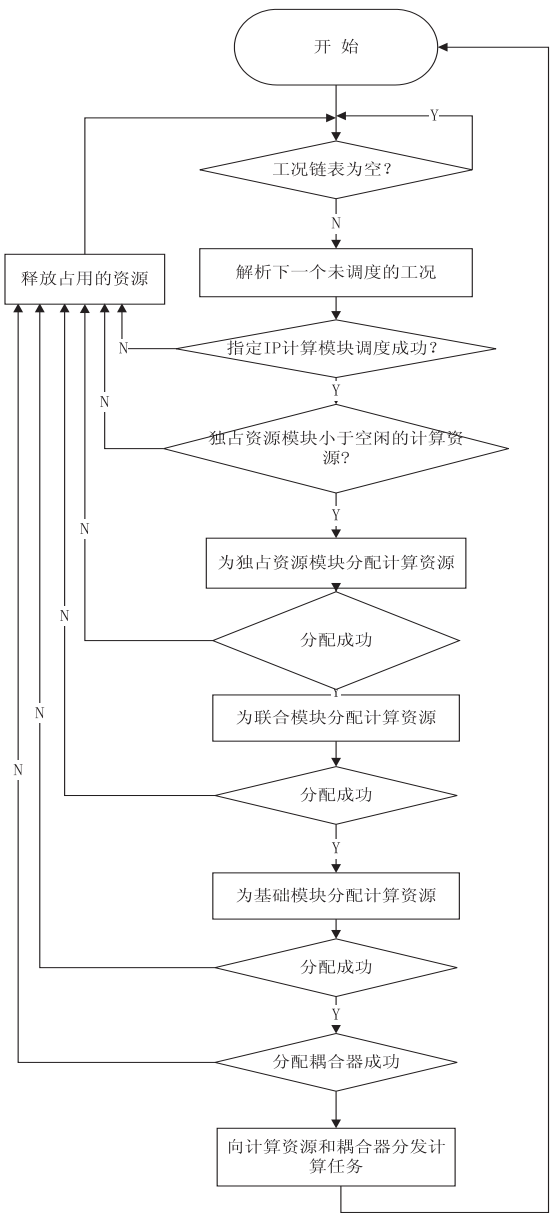 开 始
Y
工况链表为空?
N
解析下一个未调度的工况
释放占用的资源
指定IP计算模块调度成功?
N
Y
N
独占资源模块小于空闲的计算资
源?
Y
N
为独占资源模块分配计算资源
分配成功
N
Y
为联合模块分配计算资源
N
N
分配成功
Y
为基础模块分配计算资源
分配成功
Y
分配耦合器成功
向计算资源和耦合器分发计
算任务